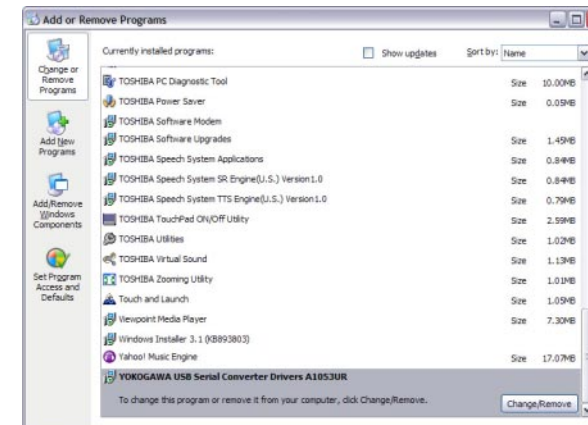 Add or Remove Programs
Change or
Remove
Programs
Add New
Programs
Add/Remove
Windows
Components
Set Program
Access and
Defaults
Currently installed programs:
Show updates
Sort by: Name
TOSHIBA PC Diagnostic Tool Size 10.00MB
TOSHIBA Power Saver Size 0.05MB
TOSHIBA Software Modem
TOSHIBA Software Upgrades Size 1.45MB
TOSHIBA Speech System Applications Size 0.84MB
TOSHIBA Speech System SR Engine(U.S.) Version1.0 Size 0.84MB
TOSHIBA Speech System TTS Engine(U.S.) Version1.0 Size 0.79MB
TOSHIBA TouchPad ON/Off Utility Size 2.59MB
TOSHIBA Utilities Size 1.02MB
TOSHIBA Virtual Sound Size 1.13MB
TOSHIBA Zooming Utility Size 1.01MB
Touch and Launch Size 1.05MB
Viewpoint Media Player Size 7.30MB
Windows Installer 3.1 (KB893803)
Yahoo! Music Engine Size 17.07MB
YOKOGAWA USB Serial Converter Drivers A1053UR
To change this program or remove it from your computer, click Change/Remove.
Change/Remove